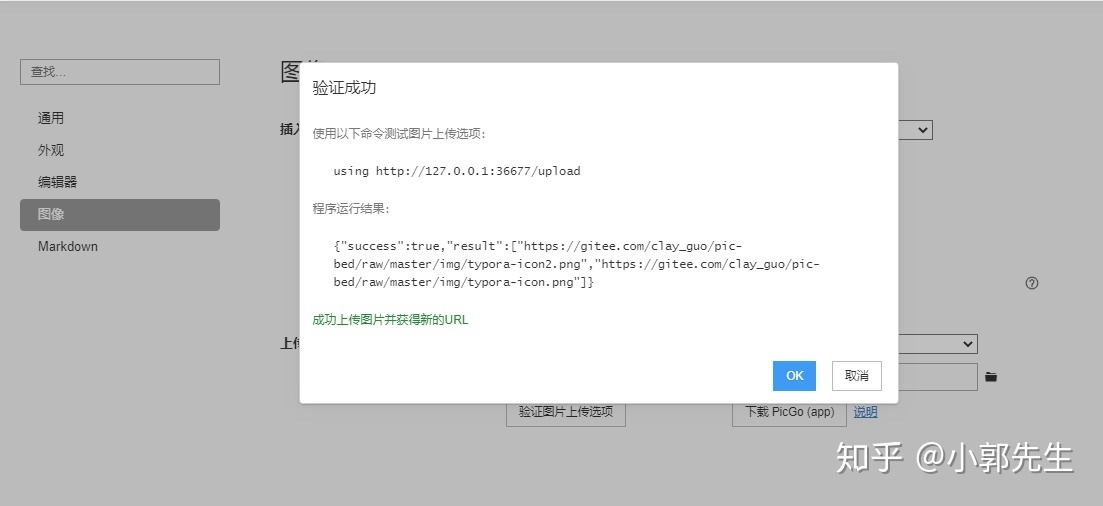 查找...
通用
外观
编辑器
图像
Markdown
图像
插入
验证成功
使用以下命令测试图片上传选项:
using http://127.0.0.1:36677/upload
程序运行结果:
{"success":true,"result":["https://gitee.com/clay_guo/pic-
bed/raw/master/img/typora-icon2.png","https://gitee.com/clay_guo/pic-
bed/raw/master/img/typora-icon.png"]}
成功上传图片并获得新的URL
OK
取消
上传
验证图片上传选项
下载 PicGo (app)
说明
知乎 @小郭先生